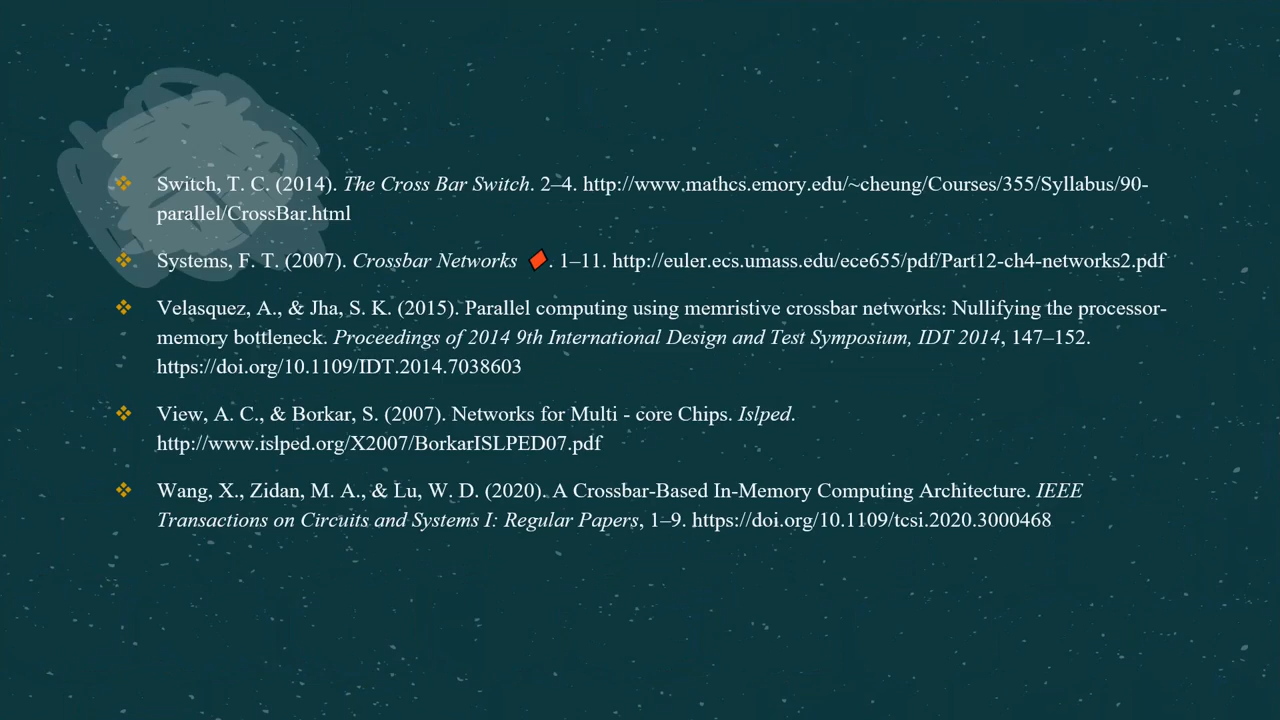 ❖ Switch, T. C. (2014). The Cross Bar Switch. 2–4. http://www.mathcs.emory.edu/~cheung/Courses/355/Syllabus/90-
parallel/CrossBar.html
❖ Systems, F. T. (2007). Crossbar Networks ♦. 1–11. http://euler.ecs.umass.edu/ece655/pdf/Part12-ch4-networks2.pdf
❖ Velasquez, A., & Jha, S. K. (2015). Parallel computing using memristive crossbar networks: Nullifying the processor-
memory bottleneck. Proceedings of 2014 9th International Design and Test Symposium, IDT 2014, 147–152.
https://doi.org/10.1109/IDT.2014.7038603
❖ View, A. C., & Borkar, S. (2007). Networks for Multi - core Chips. Islped.
http://www.islped.org/X2007/BorkarISLPED07.pdf
❖ Wang, X., Zidan, M. A., & Lu, W. D. (2020). A Crossbar-Based In-Memory Computing Architecture. IEEE
Transactions on Circuits and Systems I: Regular Papers, 1–9. https://doi.org/10.1109/tcsi.2020.3000468